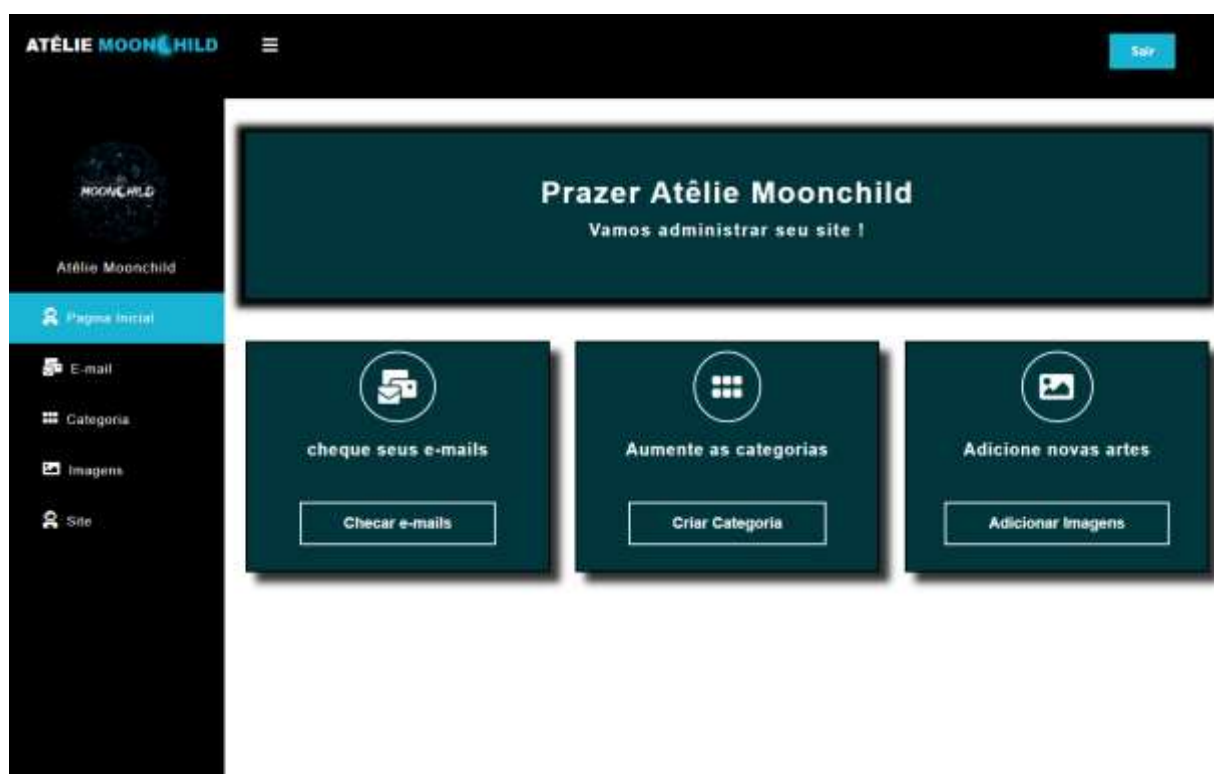 ATÊLIE MOONCHILD
Sair
MOONCHILD
Atêlie Moonchild
Pagina Inicial
E-mail
Categoria
Imagens
Site
Prazer Atêlie Moonchild
Vamos administrar seu site !
cheque seus e-mails
Checar e-mails
Aumente as categorias
Criar Categoria
Adicione novas artes
Adicionar Imagens